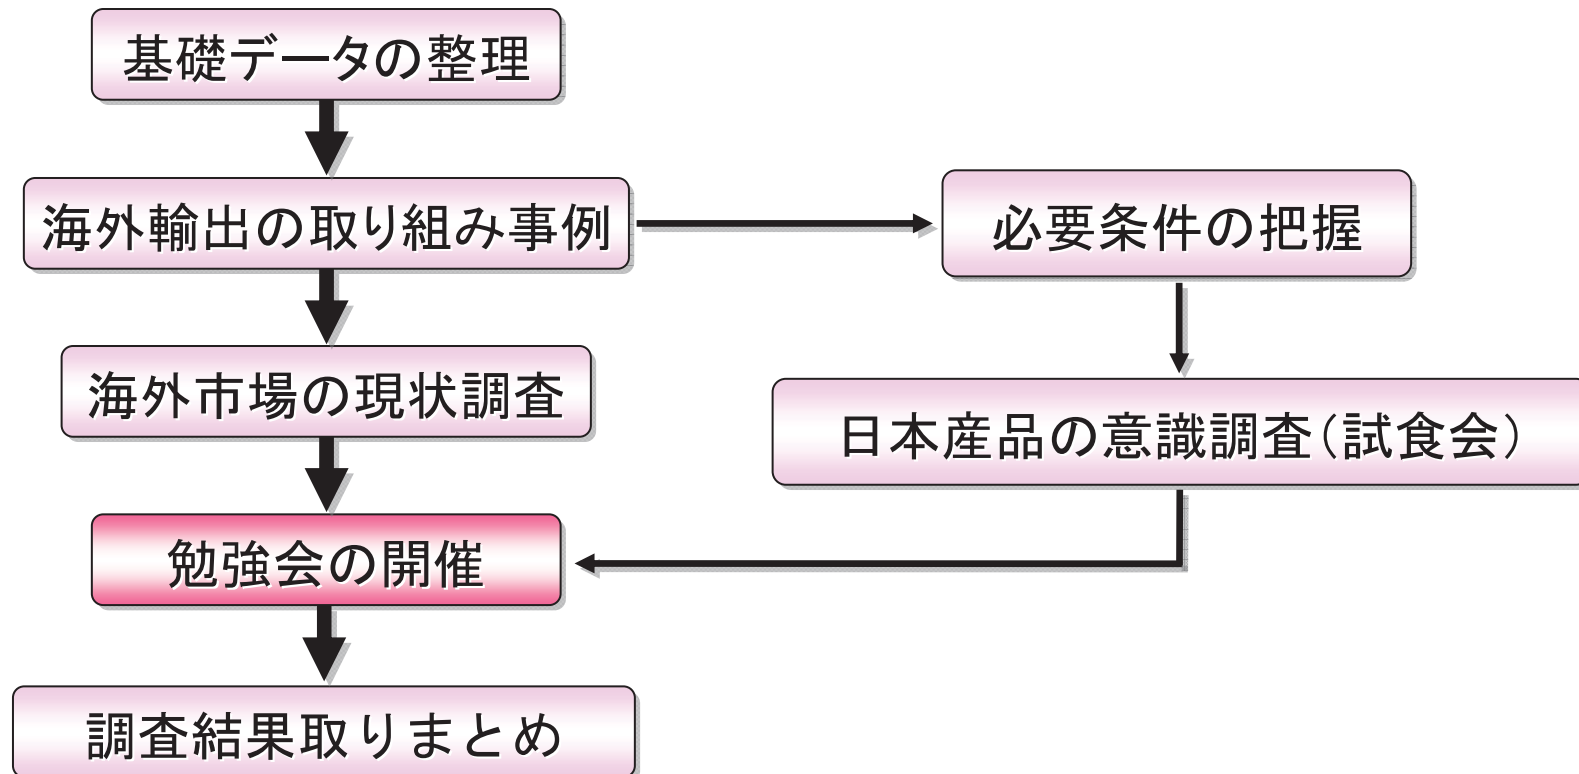 基礎データの整理
海外輸出の取り組み事例
必要条件の把握
海外市場の現状調査
日本産品の意識調査(試食会)
勉強会の開催
調査結果取りまとめ